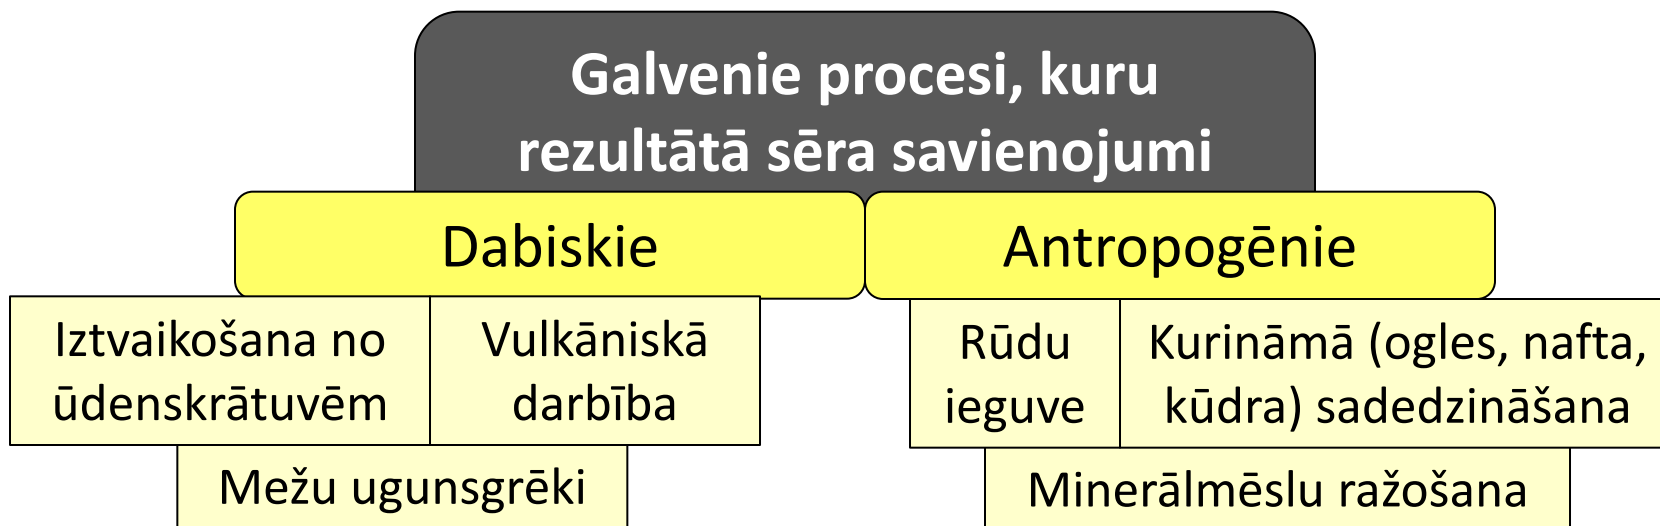 Galvenie procesi, kuru
rezultātā sēra savienojumi
Dabiskie
Antropogēnie
Iztvaikošana no
ūdenskrātuvēm
Vulkāniskā
darbība
Rūdu
ieguve
Kurināmā (ogles, nafta,
kūdra) sadedzināšana
Mežu ugunsgrēki
Minerālmēslu ražošana